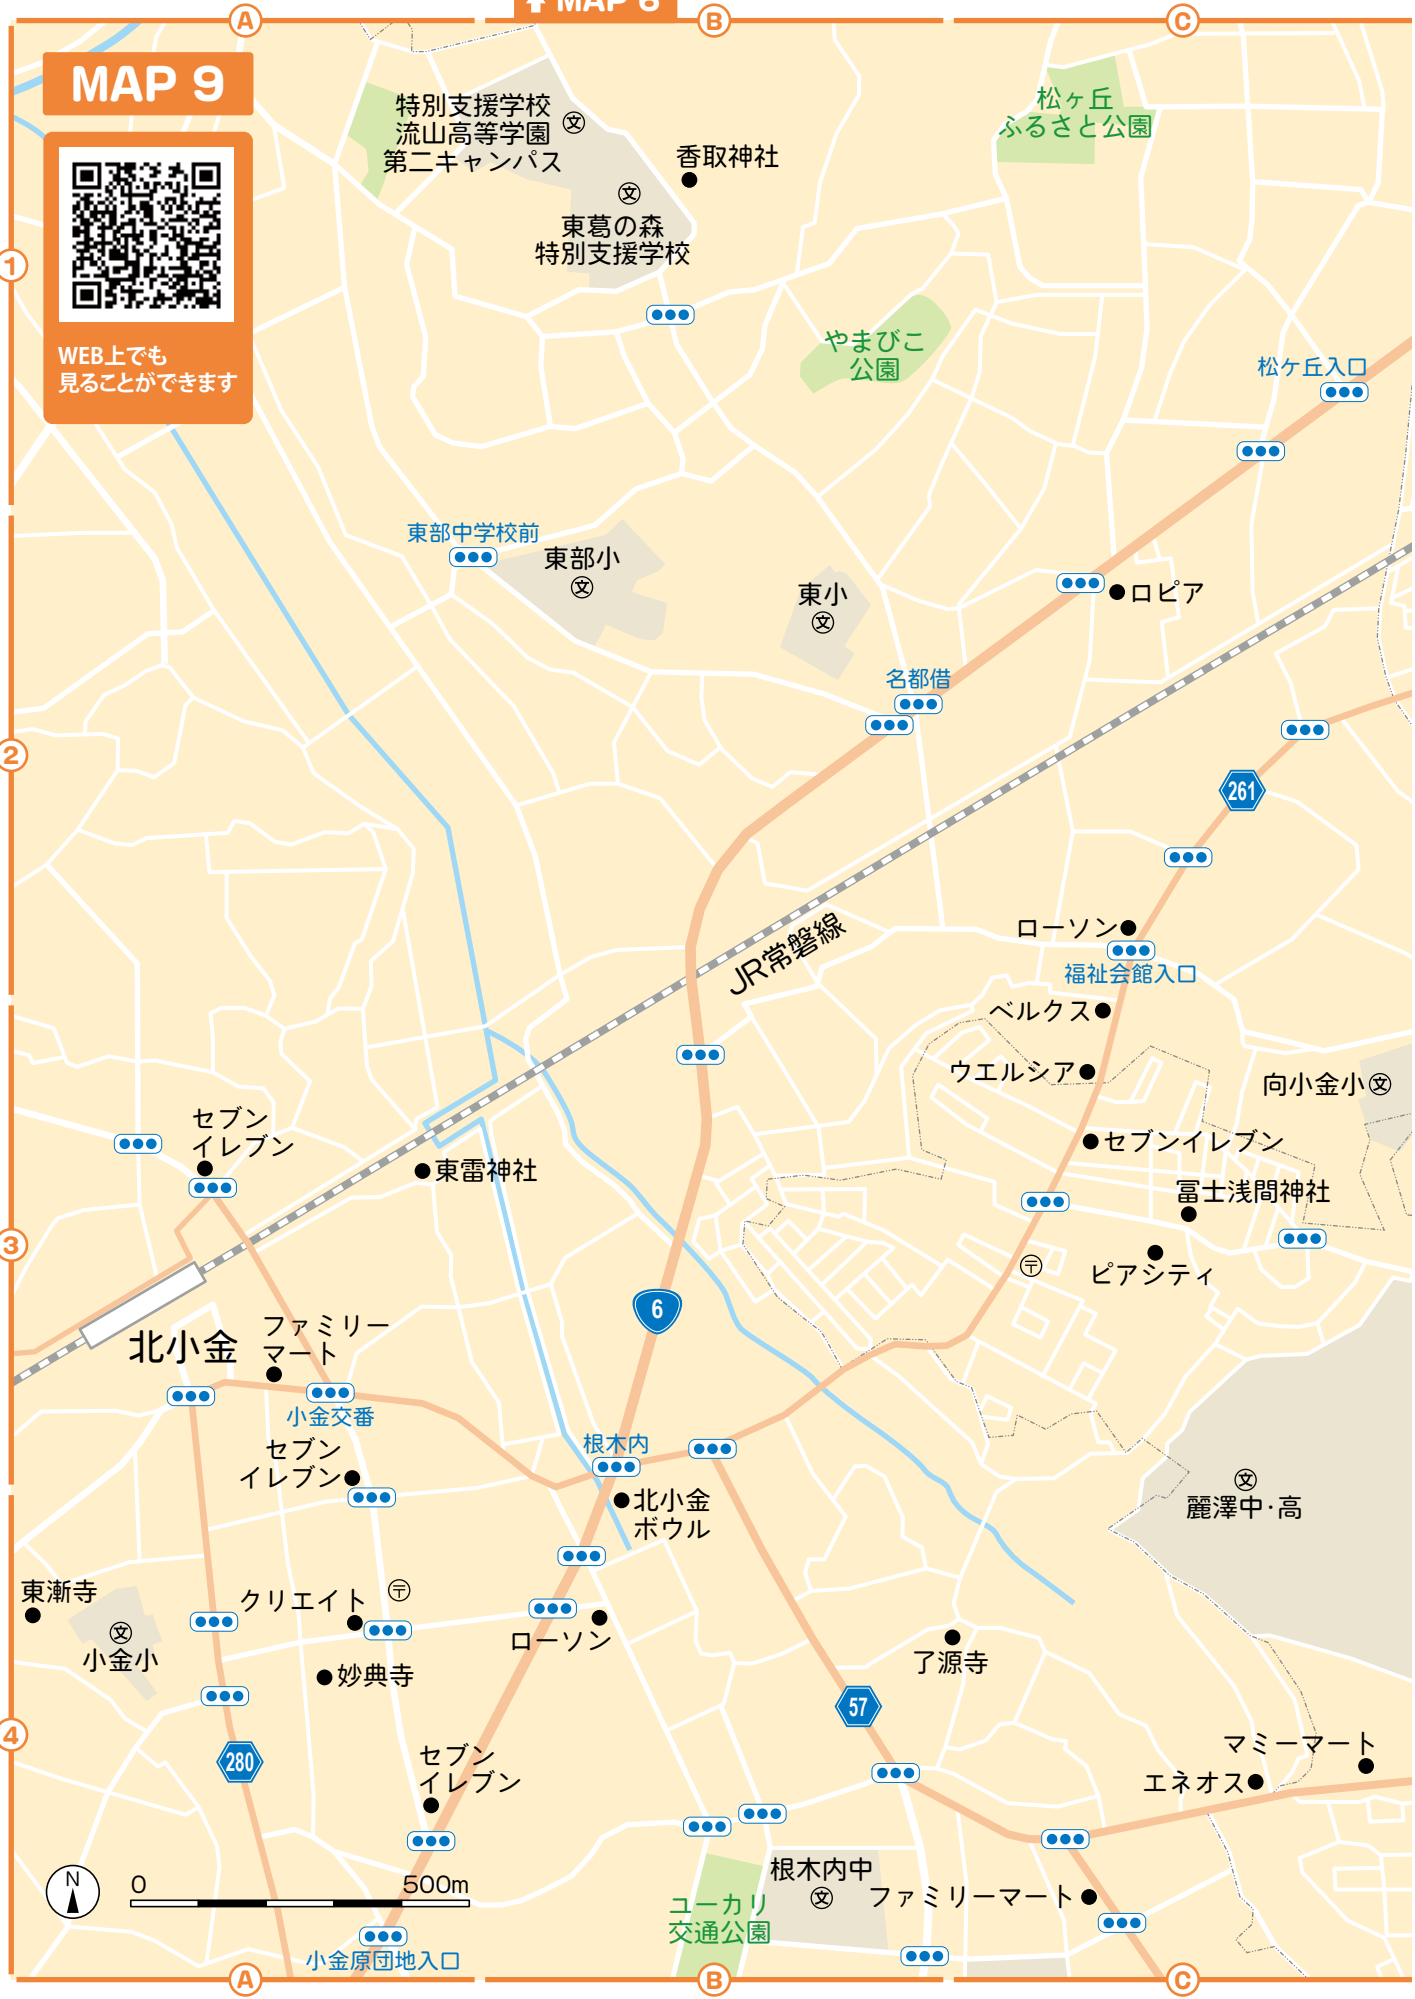 MAP 6
A
B
C
MAP 9
WEB上でも
見ることができます
特別支援学校
流山高等学園
第二キャンパス
文
香取神社
文
東葛の森
特別支援学校
松ヶ丘
ふるさと公園
1
やまびこ
公園
松ケ丘入口
東部中学校前
東部小
文
東小
文
ロピア
名都借
2
261
JR常磐線
ローソン
福祉会館入口
ベルクス
ウエルシア
向小金小
文
セブン
イレブン
東雷神社
セブンイレブン
冨士浅間神社
3
〒
ピアシティ
6
北小金
ファミリー
マート
小金交番
セブン
イレブン
根木内
北小金
ボウル
文
麗澤中・高
東漸寺
文
小金小
クリエイト
〒
妙典寺
ローソン
了源寺
57
4
280
セブン
イレブン
マミーマート
エネオス
N
0
500m
根木内中
文
ユーカリ
交通公園
ファミリーマート
小金原団地入口
A
B
C